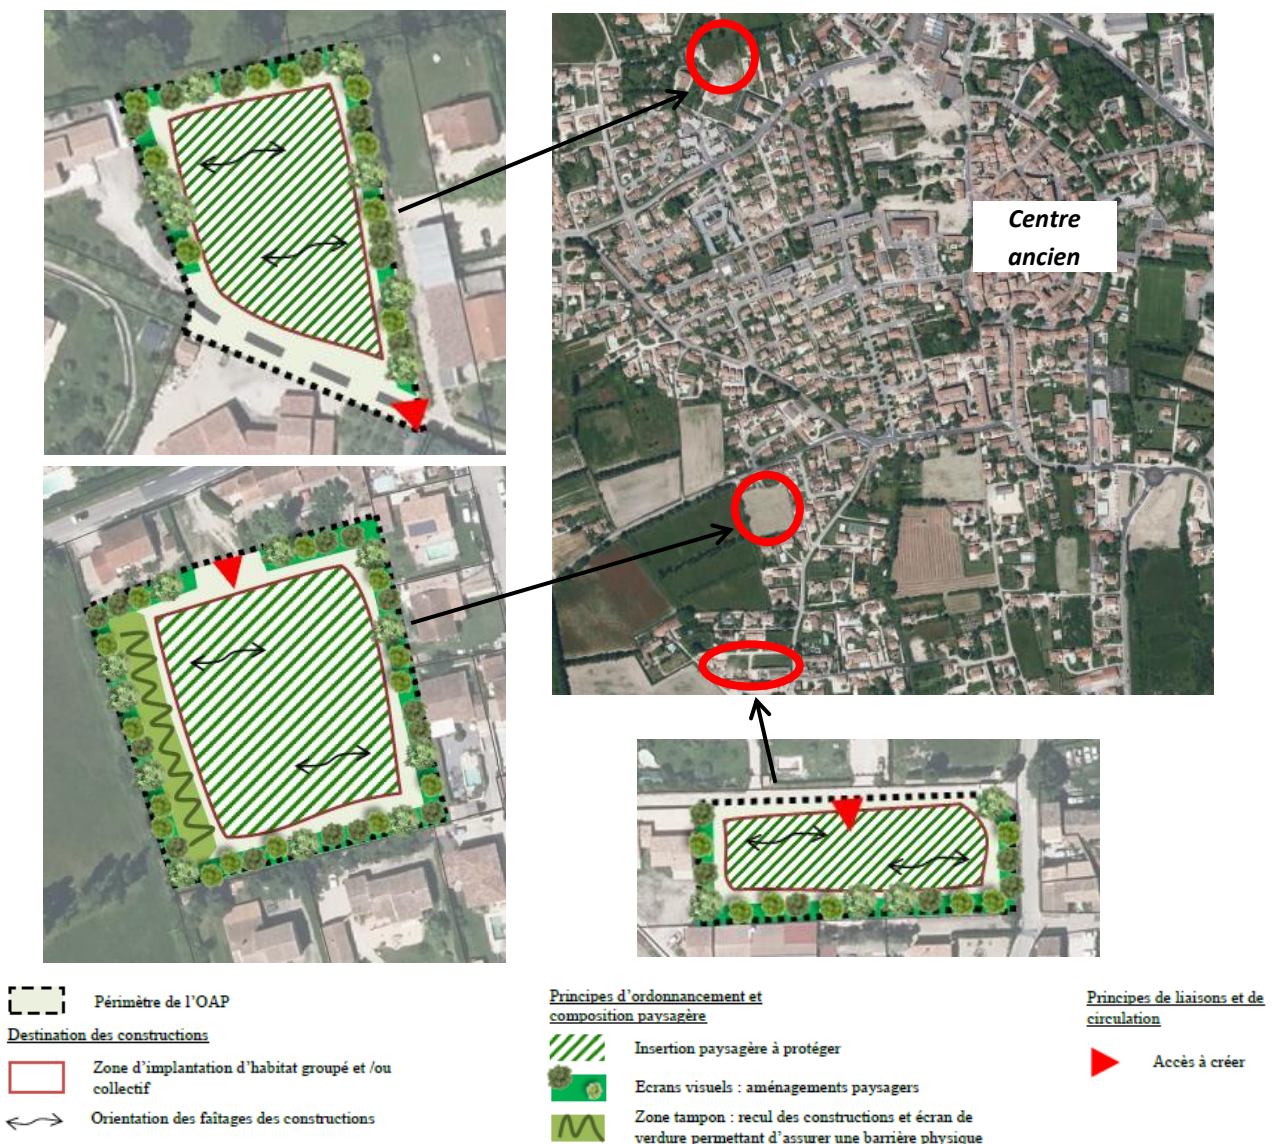 Centre
ancien
Périmètre de l’OAP
Destination des constructions
Zone d’implantation d’habitat groupé et /ou
collectif
Orientation des faîtages des constructions
Principes d’ordonnancement et
composition paysagère
Insertion paysagère à protéger
Ecrans visuels : aménagements paysagers
Zone tampon : recul des constructions et écran de
verdure permettant d’assurer une barrière physique
Principes de liaisons et de
circulation
Accès à créer